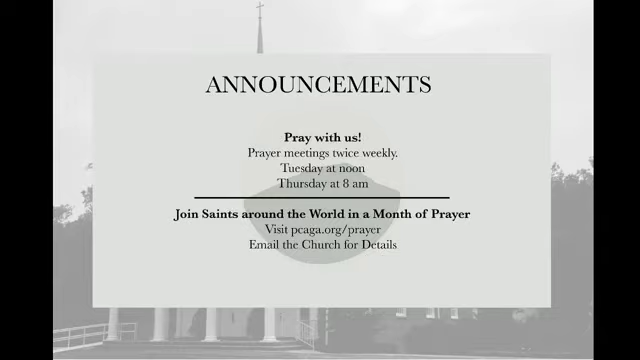 ANNOUNCEMENTS
Pray with us!
Prayer meetings twice weekly.
Tuesday at noon
Thursday at 8 am
Join Saints around the World in a Month of Prayer
Visit pcaga.org/prayer
Email the Church for Details